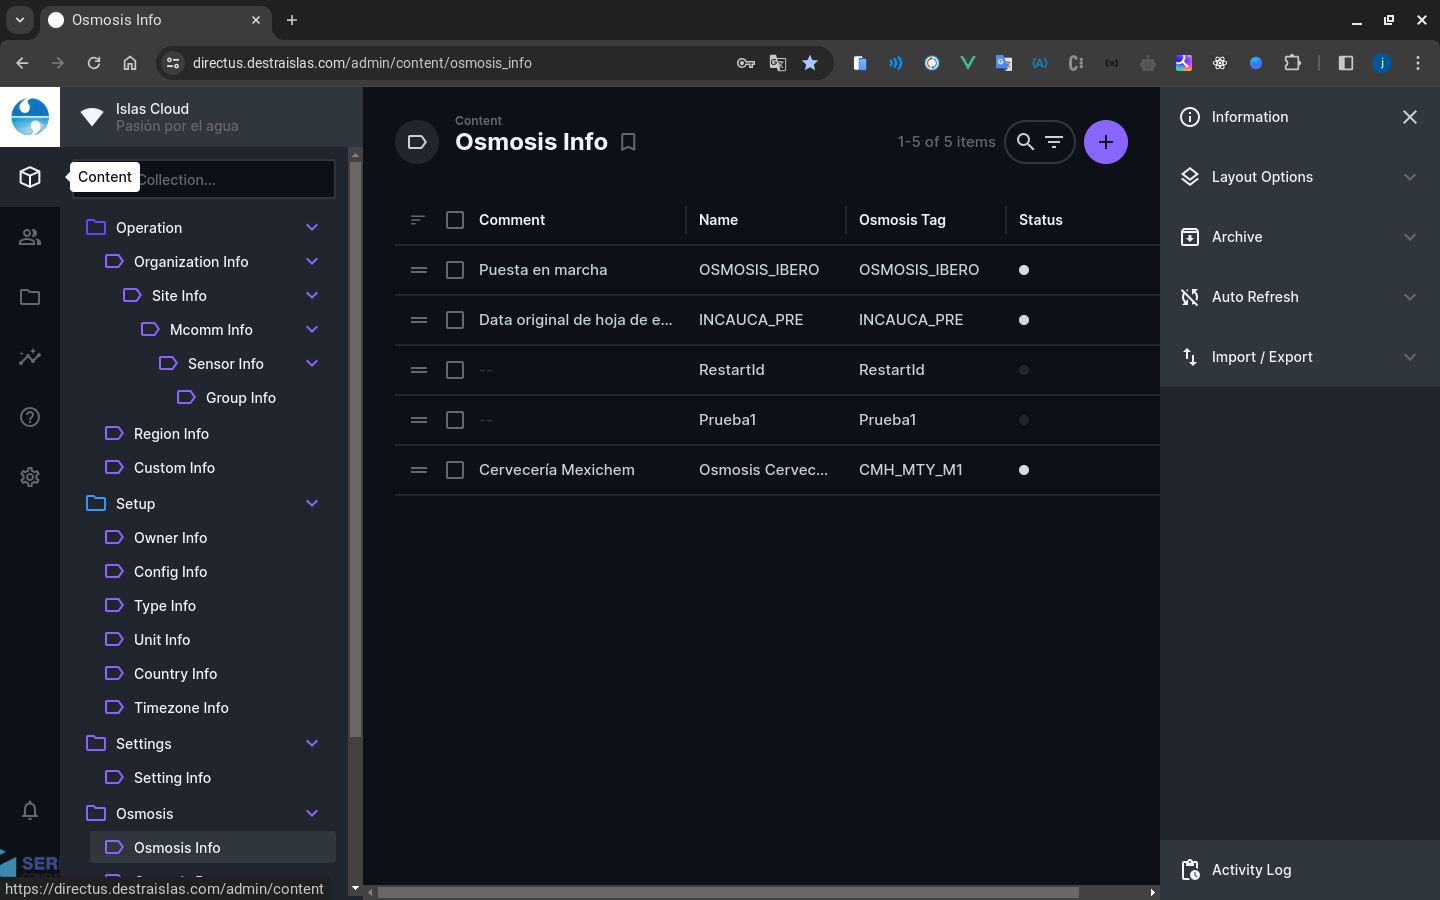 Osmosis Info
directus.destraislas.com/admin/content/osmosis_info
Islas Cloud
Pasión por el agua
Content
Collection...
Operation
Organization Info
Site Info
Mcomm Info
Sensor Info
Group Info
Region Info
Custom Info
Setup
Owner Info
Config Info
Type Info
Unit Info
Country Info
Timezone Info
Settings
Setting Info
Osmosis
Osmosis Info
https://directus.destraislas.com/admin/content
Content
Osmosis Info
1-5 of 5 items
Comment Name Osmosis Tag Status
Puesta en marcha OSMOSIS_IBERO OSMOSIS_IBERO
Data original de hoja de e... INCAUCA_PRE INCAUCA_PRE
-- RestartId RestartId
-- Prueba1 Prueba1
Cervecería Mexichem Osmosis Cervec... CMH_MTY_M1
Information
Layout Options
Archive
Auto Refresh
Import / Export
Activity Log